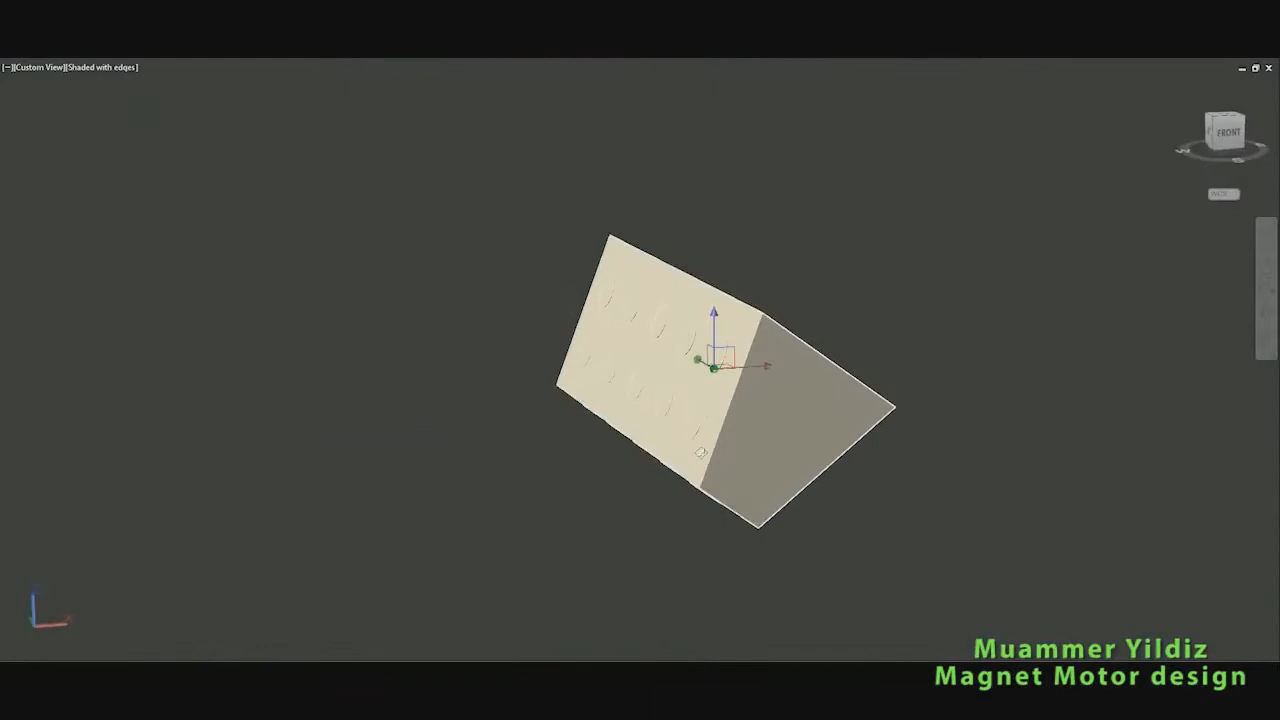 [−][Custom View][Shaded with edges]
FRONT
Muammer Yildiz
Magnet Motor design